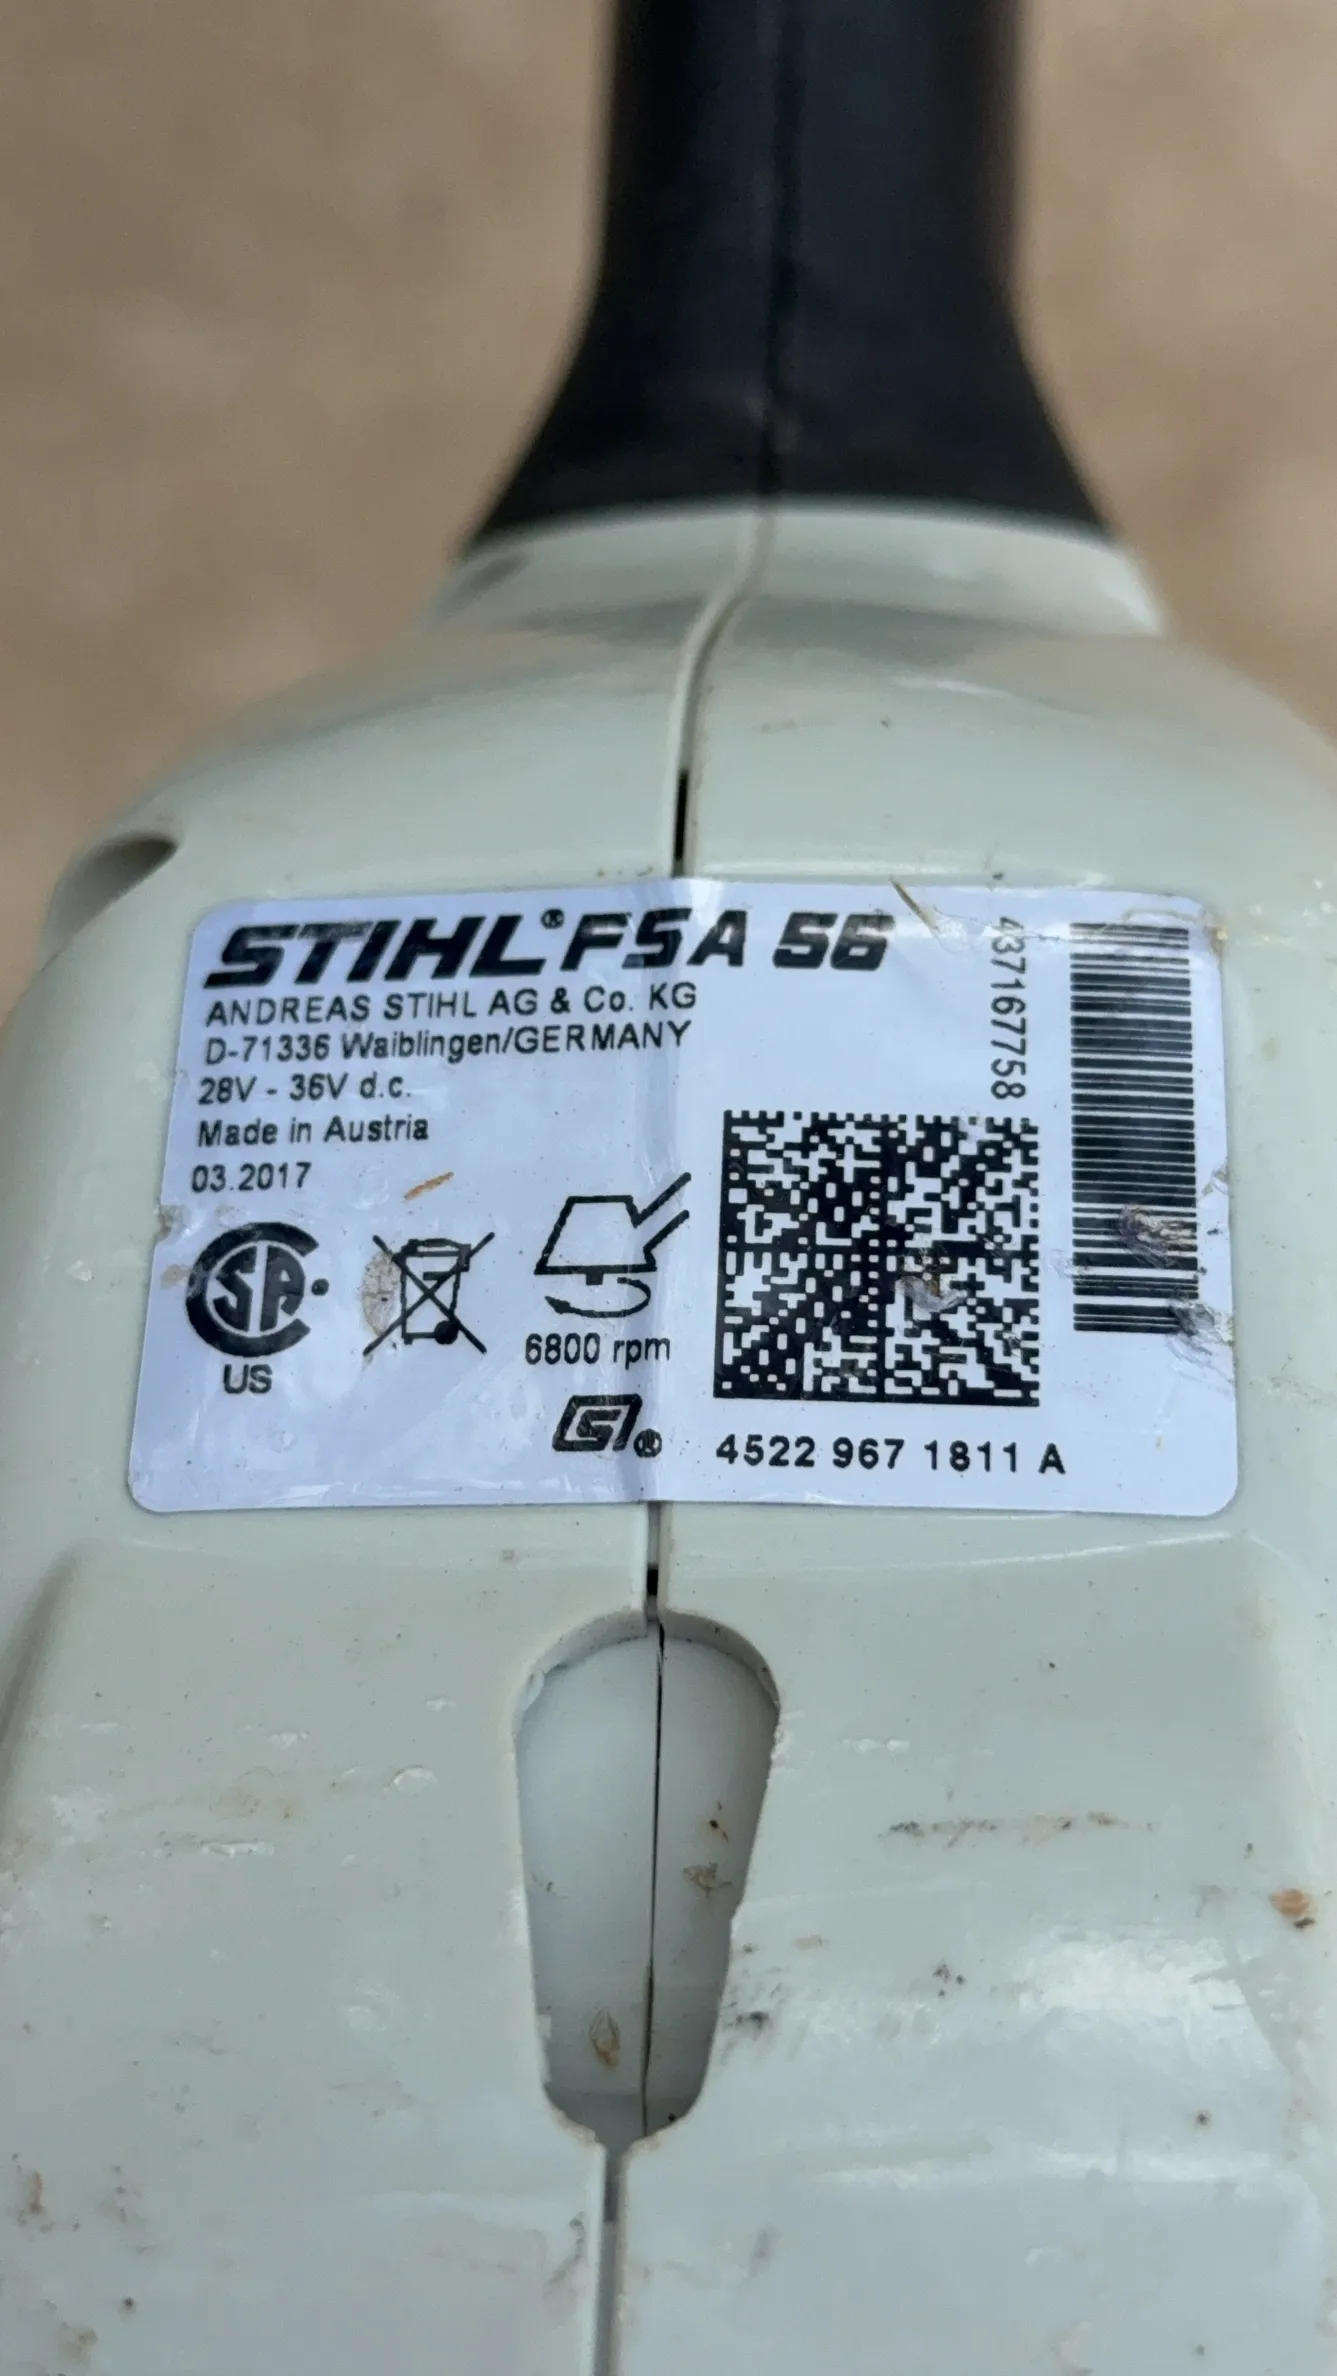 STIHL® FSA 56
ANDREAS STIHL AG & Co. KG
D-71336 Waiblingen/GERMANY
28V - 36V d.c.
Made in Austria
03.2017
437167758
CSA
US
6800 rpm
4522 967 1811 A